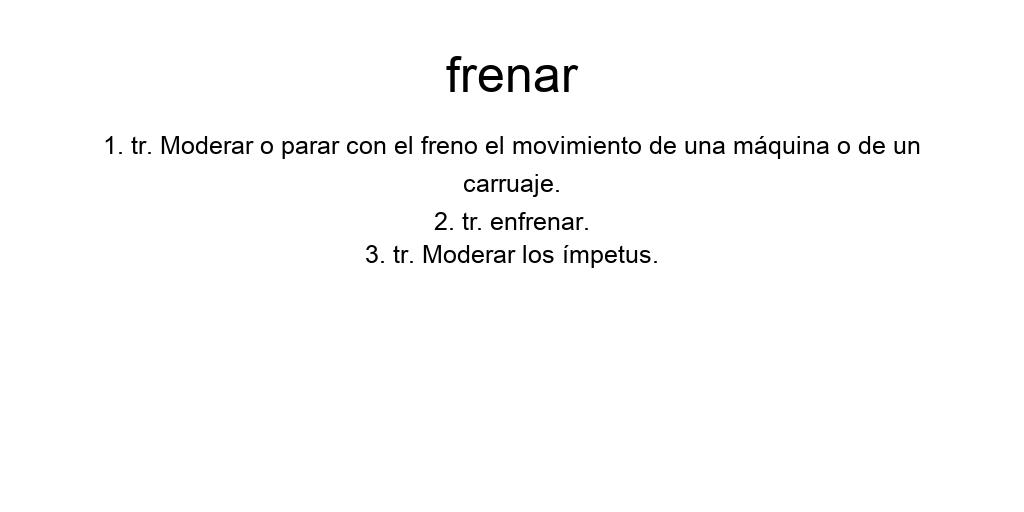 frenar
1. tr. Moderar o parar con el freno el movimiento de una máquina o de un
carruaje.
2. tr. enfrenar.
3. tr. Moderar los ímpetus.